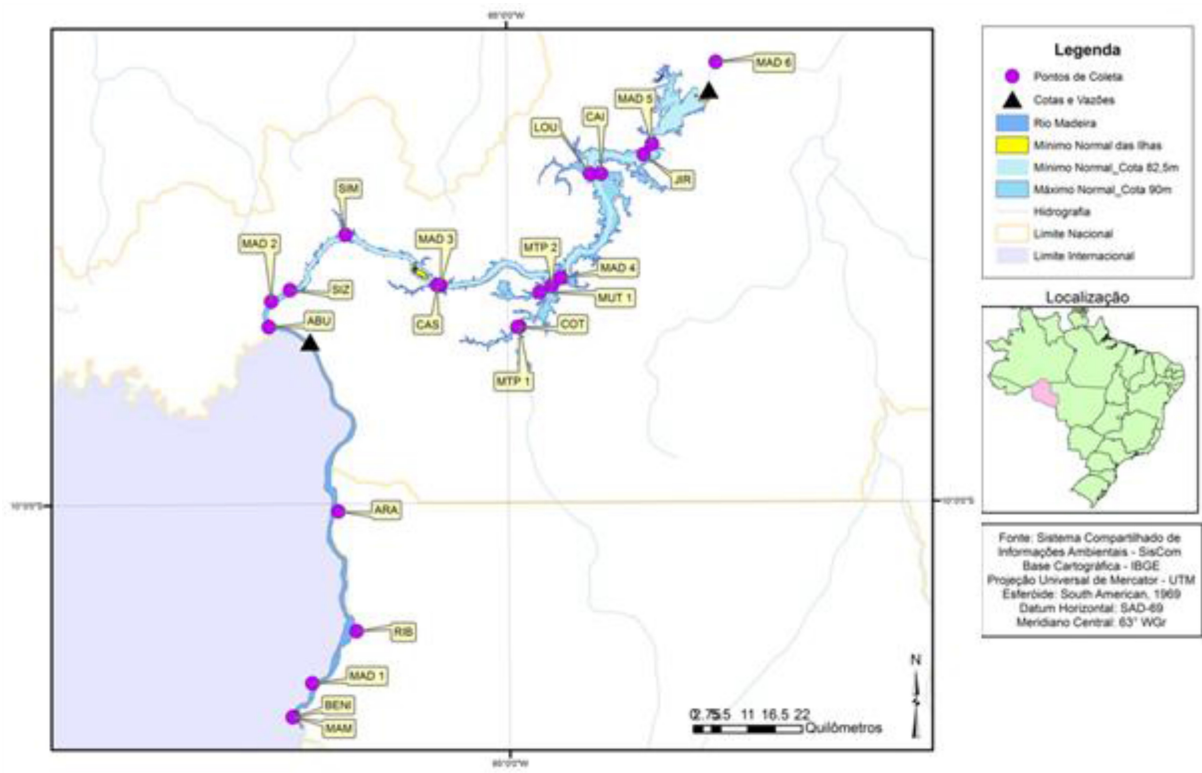 MAD 6
MAD 5
CAI
LOU
JIR
SIM
MAD 3
MTP 2
MAD 4
MAD 2
SIZ
MUT 1
ABU
CAS
COT
MTP 1
ARA
RIB
MAD 1
BENI
MAM
N
11 16.5 22
Quilômetros
Legenda
Pontos de Coleta
Cotas e Vazões
Rio Madeira
Mínimo Normal das Ilhas
Mínimo Normal_Cota 82,5m
Máximo Normal_Cota 90m
Hidrografia
Limite Nacional
Limite Internacional
Localização
Fonte: Sistema Compartilhado de
Informações Ambientais - SisCom
Base Cartográfica - IBGE
Projeção Universal de Mercator - UTM
Esferóide: South American, 1969
Datum Horizontal: SAD-69
Meridiano Central: 63° WGr